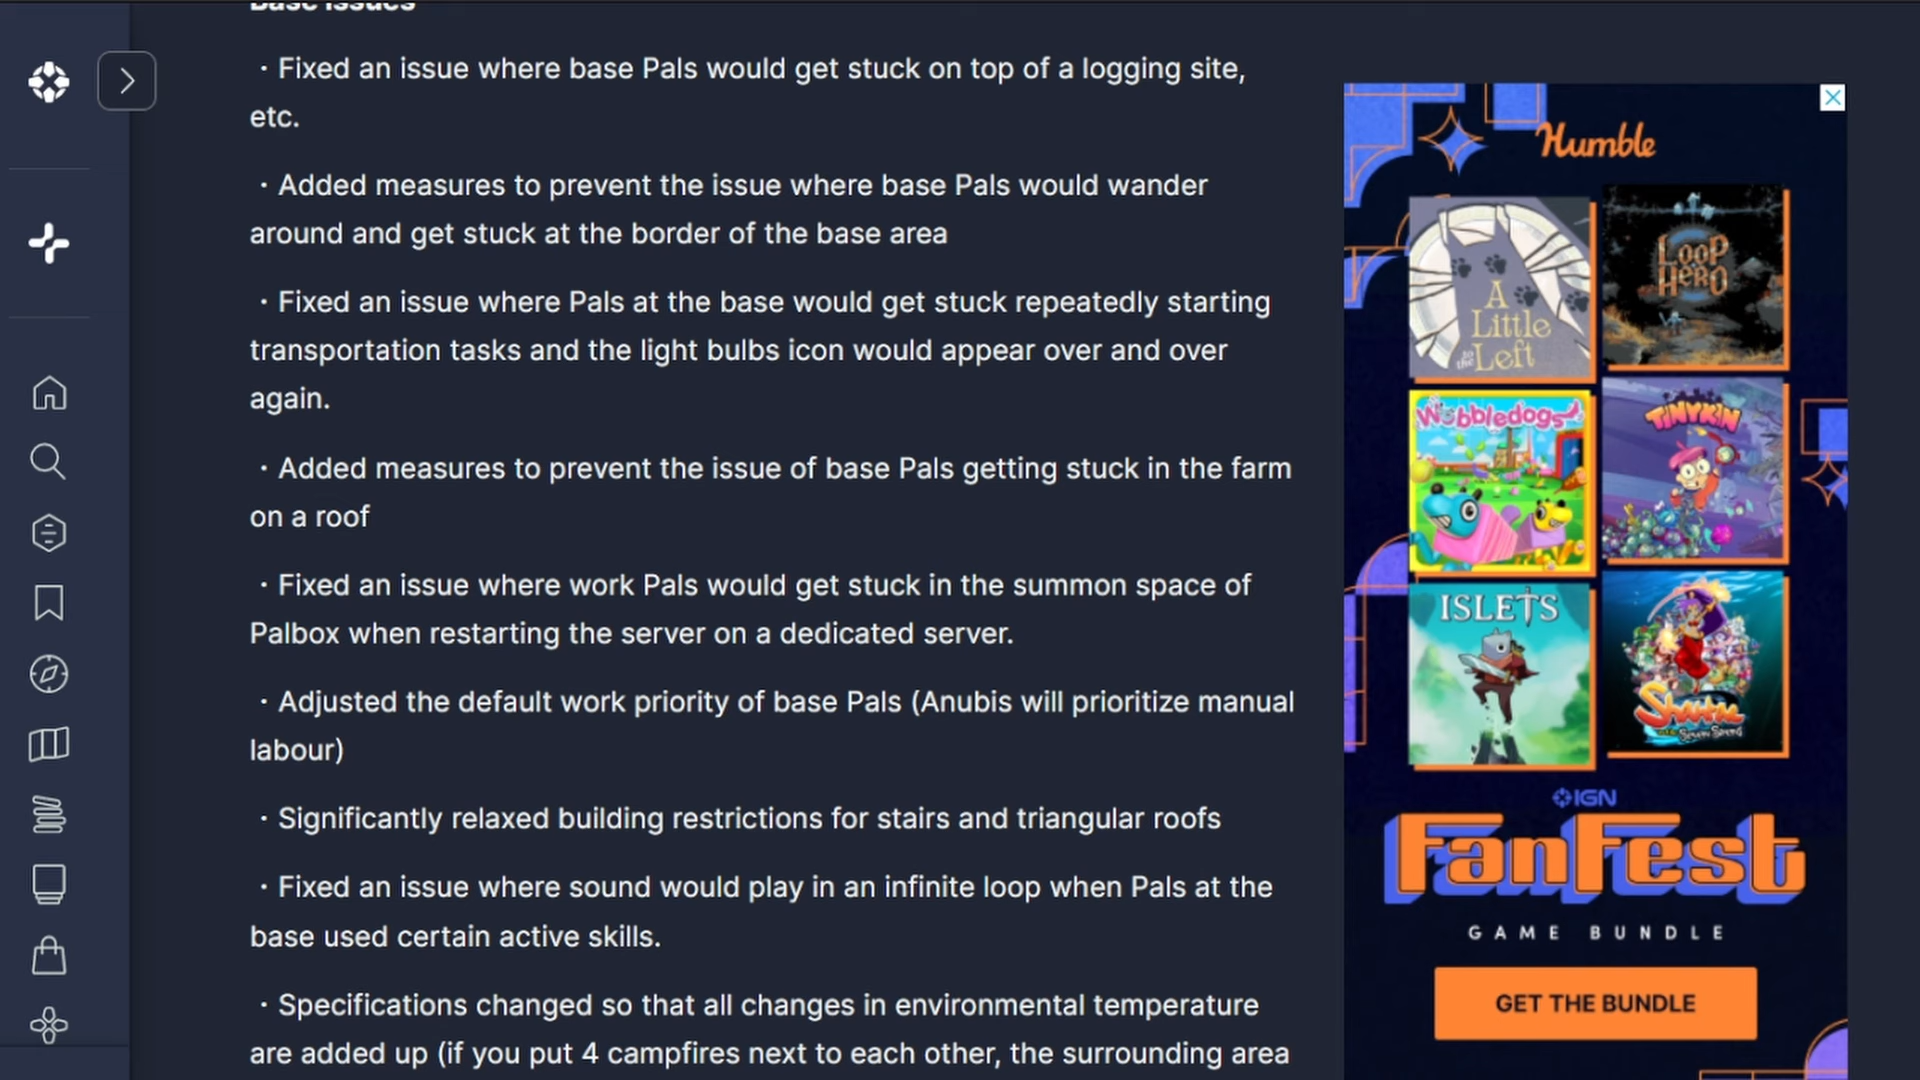 Base Issues
· Fixed an issue where base Pals would get stuck on top of a logging site,
etc.
· Added measures to prevent the issue where base Pals would wander
around and get stuck at the border of the base area
· Fixed an issue where Pals at the base would get stuck repeatedly starting
transportation tasks and the light bulbs icon would appear over and over
again.
· Added measures to prevent the issue of base Pals getting stuck in the farm
on a roof
· Fixed an issue where work Pals would get stuck in the summon space of
Palbox when restarting the server on a dedicated server.
· Adjusted the default work priority of base Pals (Anubis will prioritize manual
labour)
· Significantly relaxed building restrictions for stairs and triangular roofs
· Fixed an issue where sound would play in an infinite loop when Pals at the
base used certain active skills.
· Specifications changed so that all changes in environmental temperature
are added up (if you put 4 campfires next to each other, the surrounding area
Humble
A
Little
to the Left
LOOP
HERO
Wobbledogs
TINYKIN
ISLETS
Shantae
and the Seven Sirens
IGN
FanFest
GAME BUNDLE
GET THE BUNDLE